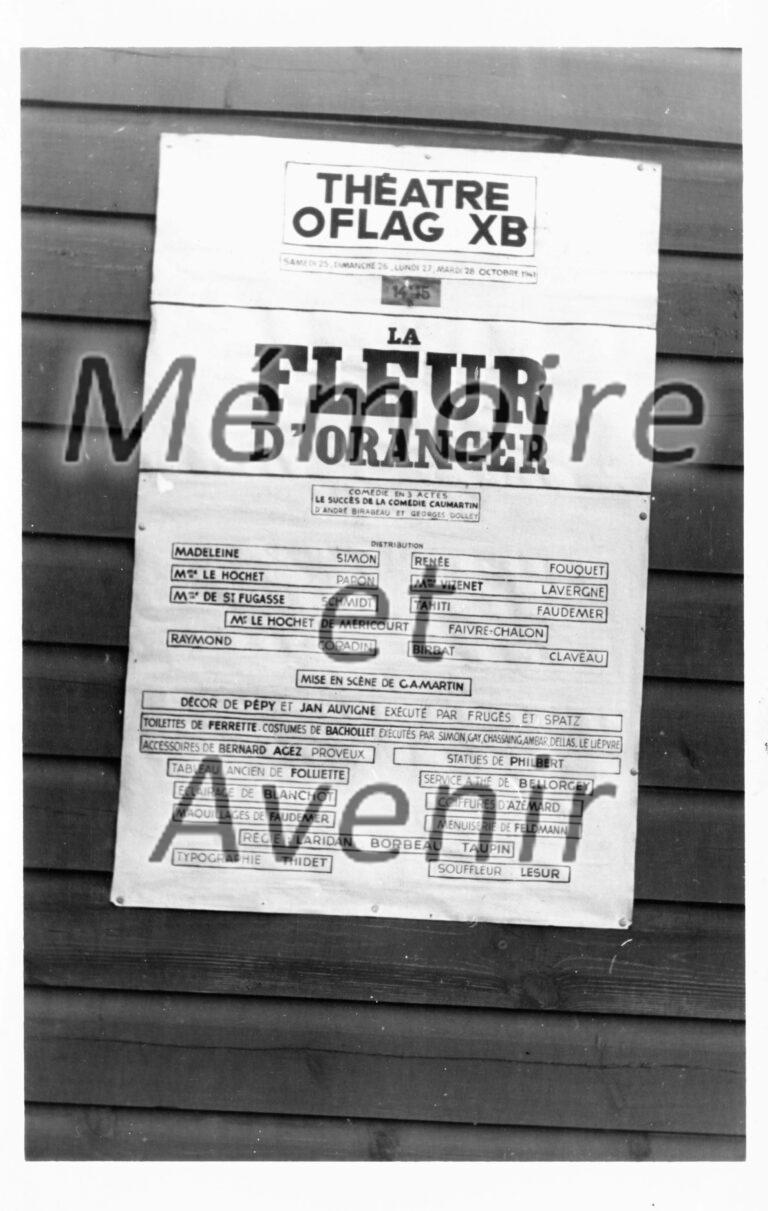 THÉATRE
OFLAG XB
SAMEDI 25, DIMANCHE 26, LUNDI 27, MARDI 28 OCTOBRE 1941
14H15
LA
FLEUR
D'ORANGER
COMÉDIE EN 3 ACTES
LE SUCCÈS DE LA COMÉDIE CAUMARTIN
D'ANDRÉ BIRABEAU ET GEORGES DOLLEY
DISTRIBUTION
MADELEINE SIMON RENÉE FOUQUET
MME LE HOCHET PAPON MME VIZENET LAVERGNE
MME DE ST FUGASSE SCHMIDT TAHITI FAUDEMER
MR LE HOCHET DE MÉRICOURT FAIVRE-CHALON
RAYMOND COPADIN BIRBAT CLAVEAU
MISE EN SCÈNE DE C.A.MARTIN
DÉCOR DE PÉPY ET JAN AUVIGNE EXÉCUTÉ PAR FRUGÈS ET SPATZ
TOILETTES DE FERRETTE. COSTUMES DE BACHOLLET EXÉCUTÉS PAR SIMON, GAY, CHASSAING, AMBAR, DELLAS, LE LIEPVRE
ACCESSOIRES DE BERNARD AGEZ PROVEUX STATUES DE PHILBERT
TABLEAU ANCIEN DE FOLLIETTE SERVICE A THÉ DE BELLORGEY
ÉCLAIRAGE DE BLANCHOT COIFFURES D'AZÉMARD
MAQUILLAGES DE FAUDEMER MENUISERIE DE FELDMANN
RÉGIE LARIDAN BORBEAU TAUPIN
TYPOGRAPHIE THIDET SOUFFLEUR LESUR
Mémoire
et
Avenir